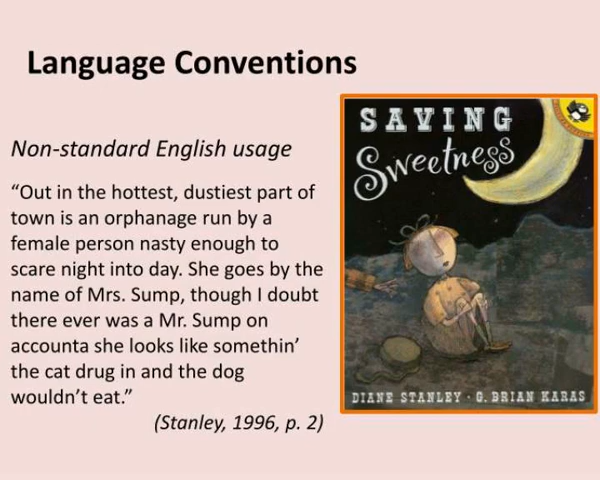 Language Conventions
Non-standard English usage
“Out in the hottest, dustiest part of
town is an orphanage run by a
female person nasty enough to
scare night into day. She goes by the
name of Mrs. Sump, though I doubt
there ever was a Mr. Sump on
accounta she looks like somethin’
the cat drug in and the dog
wouldn’t eat.”
(Stanley, 1996, p. 2)
SAVING
Sweetness
DIANE STANLEY · G. BRIAN KARAS